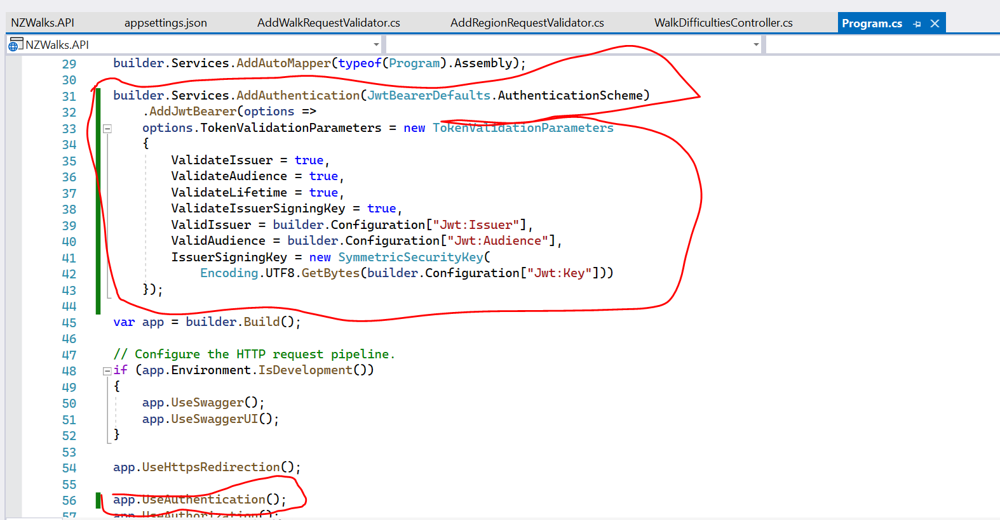 NZWalks.API appsettings.json AddWalkRequestValidator.cs AddRegionRequestValidator.cs WalkDifficultiesController.cs Program.cs
NZWalks.API
29 builder.Services.AddAutoMapper(typeof(Program).Assembly);
30
31 builder.Services.AddAuthentication(JwtBearerDefaults.AuthenticationScheme)
32 .AddJwtBearer(options =>
33 options.TokenValidationParameters = new TokenValidationParameters
34 {
35 ValidateIssuer = true,
36 ValidateAudience = true,
37 ValidateLifetime = true,
38 ValidateIssuerSigningKey = true,
39 ValidIssuer = builder.Configuration["Jwt:Issuer"],
40 ValidAudience = builder.Configuration["Jwt:Audience"],
41 IssuerSigningKey = new SymmetricSecurityKey(
42 Encoding.UTF8.GetBytes(builder.Configuration["Jwt:Key"]))
43 });
44
45 var app = builder.Build();
46
47 // Configure the HTTP request pipeline.
48 if (app.Environment.IsDevelopment())
49 {
50 app.UseSwagger();
51 app.UseSwaggerUI();
52 }
53
54 app.UseHttpsRedirection();
55
56 app.UseAuthentication();
57 app.UseAuthorization();